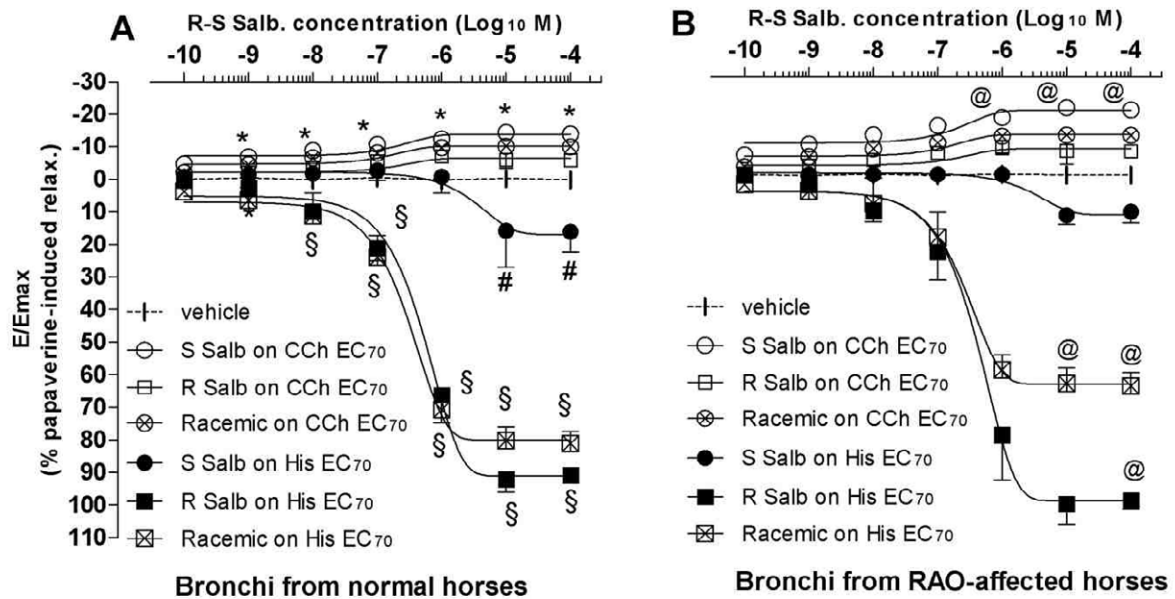 A
R-S Salb. concentration (Log10 M)
-10 -9 -8 -7 -6 -5 -4
-30
-20
-10
0
10
20
30
40
50
60
70
80
90
100
110
E/Emax
(% papaverine-induced relax.)
* * * * * *
*
§ § § # #
§ § §
§ § §
vehicle
S Salb on CCh EC70
R Salb on CCh EC70
Racemic on CCh EC70
S Salb on His EC70
R Salb on His EC70
Racemic on His EC70
Bronchi from normal horses
B
R-S Salb. concentration (Log10 M)
-10 -9 -8 -7 -6 -5 -4
@ @ @
@ @
@
vehicle
S Salb on CCh EC70
R Salb on CCh EC70
Racemic on CCh EC70
S Salb on His EC70
R Salb on His EC70
Racemic on His EC70
Bronchi from RAO-affected horses